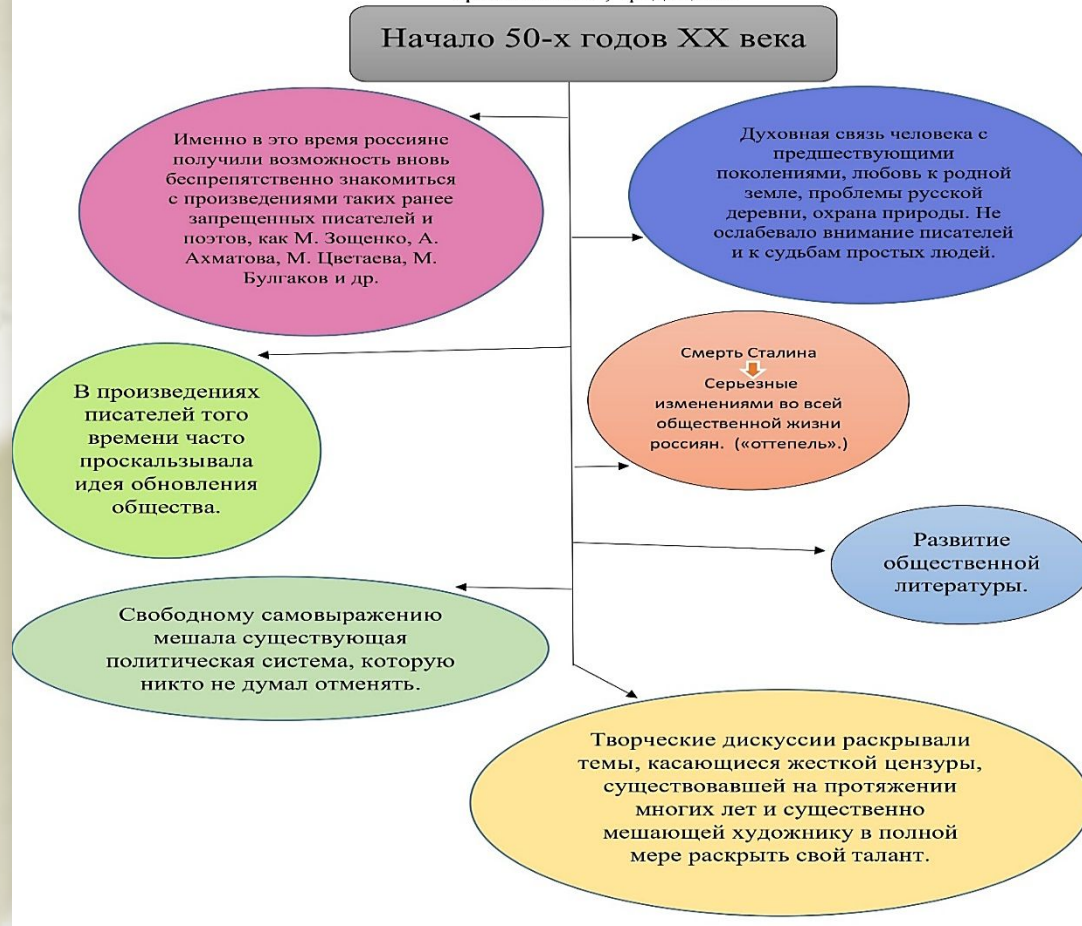 Начало 50-х годов XX века
Именно в это время россияне
получили возможность вновь
беспрепятственно знакомиться
с произведениями таких ранее
запрещенных писателей и
поэтов, как М. Зощенко, А.
Ахматова, М. Цветаева, М.
Булгаков и др.
Духовная связь человека с
предшествующими
поколениями, любовь к родной
земле, проблемы русской
деревни, охрана природы. Не
ослабевало внимание писателей
и к судьбам простых людей.
В произведениях
писателей того
времени часто
проскальзывала
идея обновления
общества.
Смерть Сталина
Серьезные
изменениями во всей
общественной жизни
россиян. («оттепель».)
Развитие
общественной
литературы.
Свободному самовыражению
мешала существующая
политическая система, которую
никто не думал отменять.
Творческие дискуссии раскрывали
темы, касающиеся жесткой цензуры,
существовавшей на протяжении
многих лет и существенно
мешающей художнику в полной
мере раскрыть свой талант.